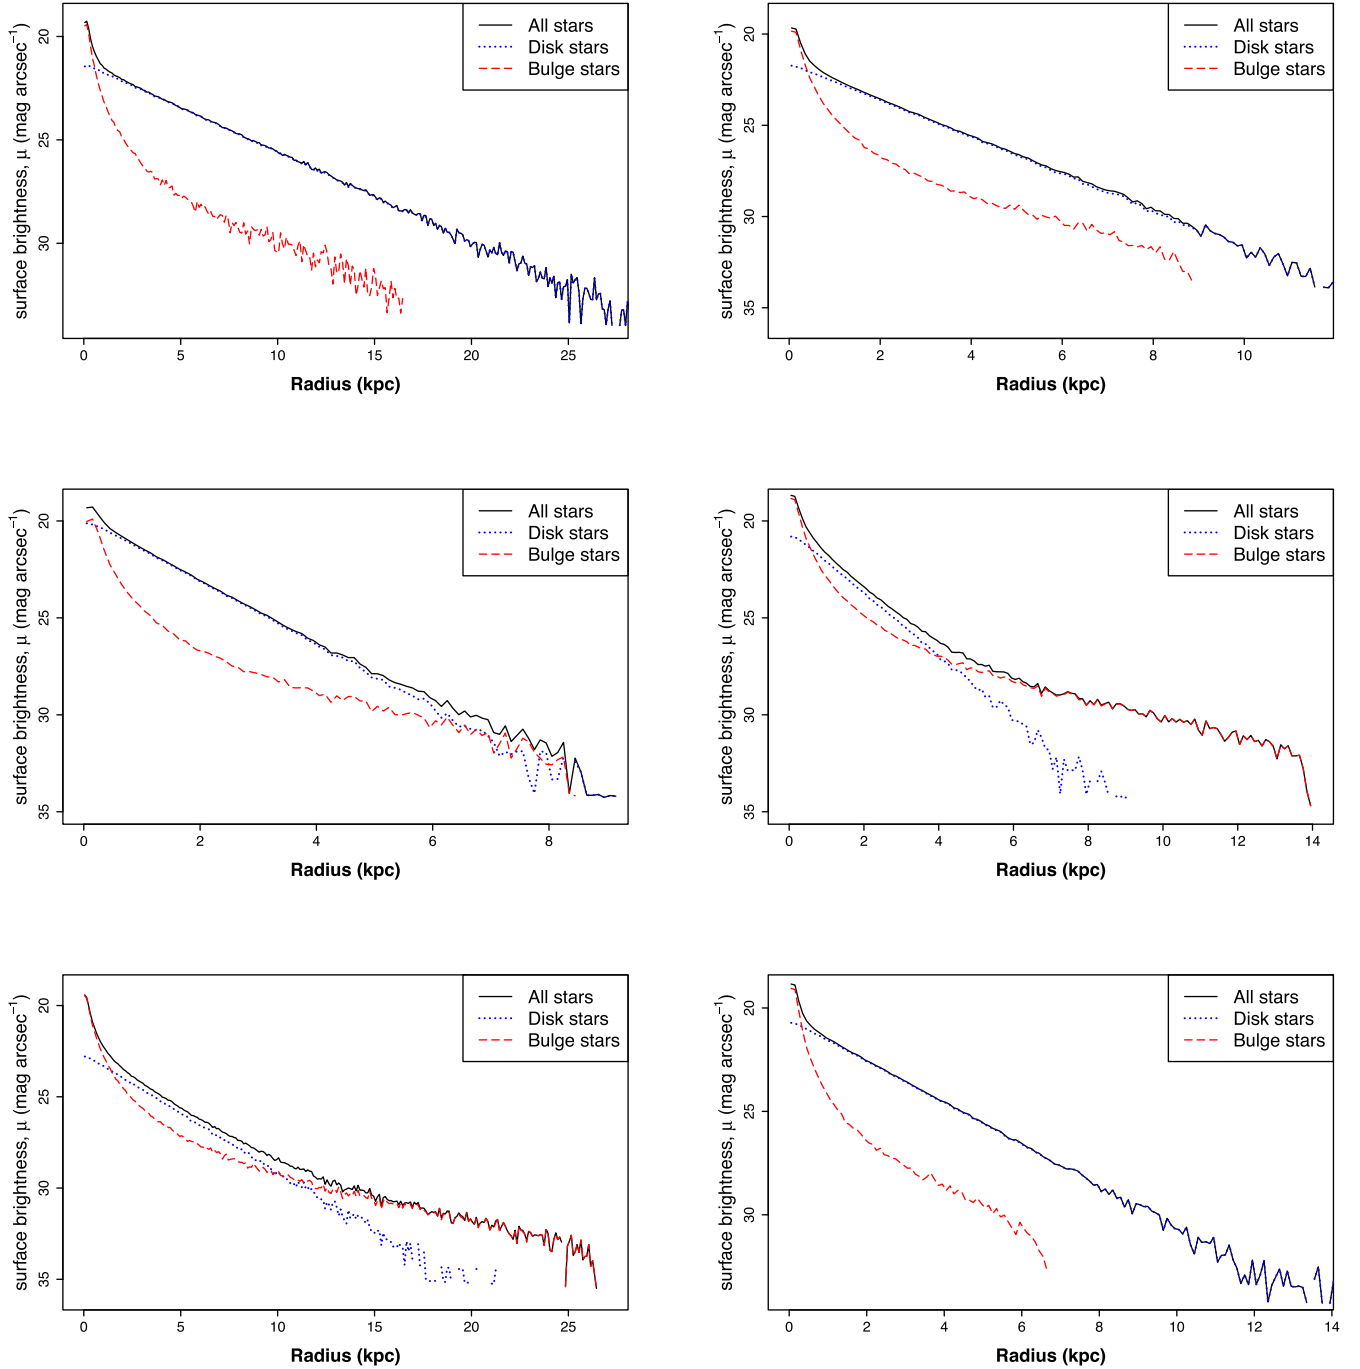 All stars
Disk stars
Bulge stars
surface brightness, μ (mag arcsec⁻¹)
20
25
30
0 5 10 15 20 25
Radius (kpc)
All stars
Disk stars
Bulge stars
surface brightness, μ (mag arcsec⁻¹)
20
25
30
35
0 2 4 6 8 10
Radius (kpc)
All stars
Disk stars
Bulge stars
surface brightness, μ (mag arcsec⁻¹)
20
25
30
35
0 2 4 6 8
Radius (kpc)
All stars
Disk stars
Bulge stars
surface brightness, μ (mag arcsec⁻¹)
20
25
30
35
0 2 4 6 8 10 12 14
Radius (kpc)
All stars
Disk stars
Bulge stars
surface brightness, μ (mag arcsec⁻¹)
20
25
30
35
0 5 10 15 20 25
Radius (kpc)
All stars
Disk stars
Bulge stars
surface brightness, μ (mag arcsec⁻¹)
20
25
30
0 2 4 6 8 10 12 14
Radius (kpc)